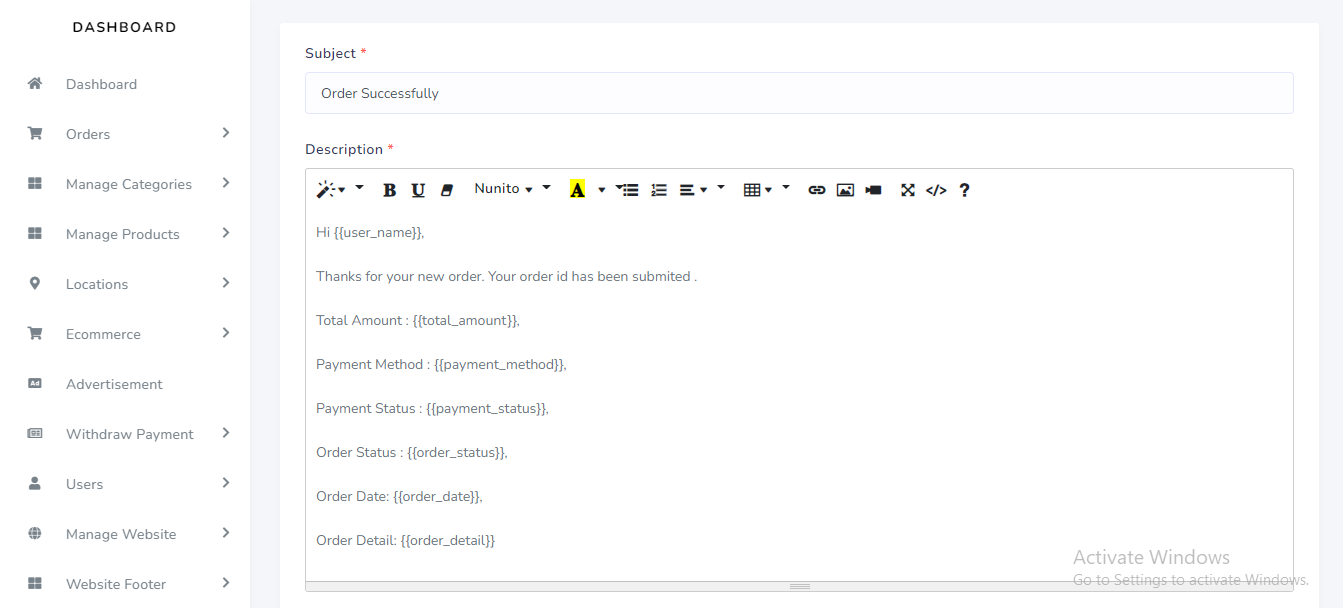 DASHBOARD
Dashboard
Orders
Manage Categories
Manage Products
Locations
Ecommerce
Ad
Advertisement
Withdraw Payment
Users
Manage Website
Website Footer
Subject *
Order Successfully
Description *
B U Nunito A </> ?
Hi {{user_name}},
Thanks for your new order. Your order id has been submited .
Total Amount : {{total_amount}},
Payment Method : {{payment_method}},
Payment Status : {{payment_status}},
Order Status : {{order_status}},
Order Date: {{order_date}},
Order Detail: {{order_detail}}
Activate Windows
Go to Settings to activate Windows.